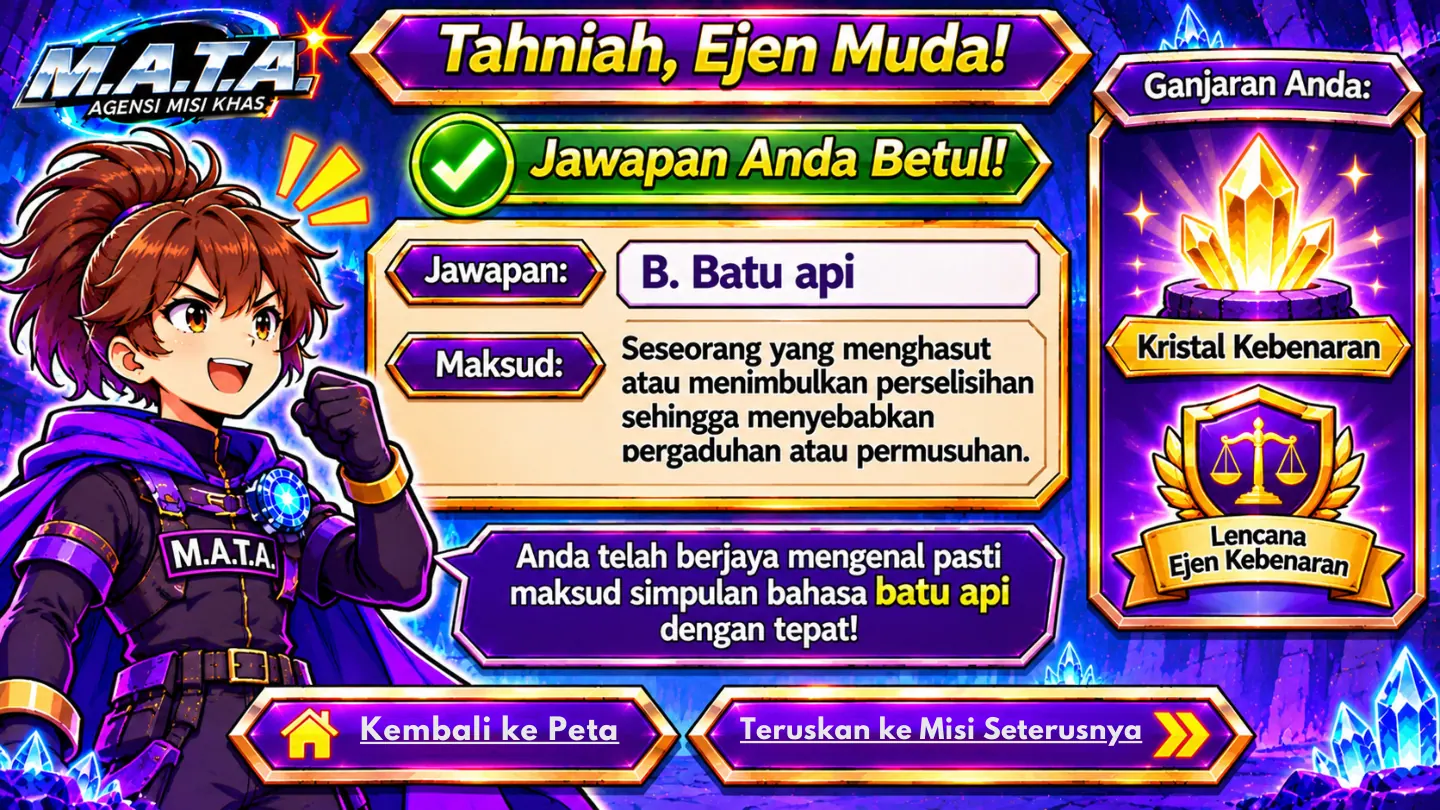 M.A.T.A.
AGENSI MISI KHAS
Tahniah, Ejen Muda!
Jawapan Anda Betul!
Jawapan:
B. Batu api
Maksud:
Seseorang yang menghasut
atau menimbulkan perselisihan
sehingga menyebabkan
pergaduhan atau permusuhan.
M.A.T.A.
Anda telah berjaya mengenal pasti
maksud simpulan bahasa batu api
dengan tepat!
Ganjaran Anda:
Kristal Kebenaran
Lencana
Ejen Kebenaran
Kembali ke Peta
Teruskan ke Misi Seterusnya